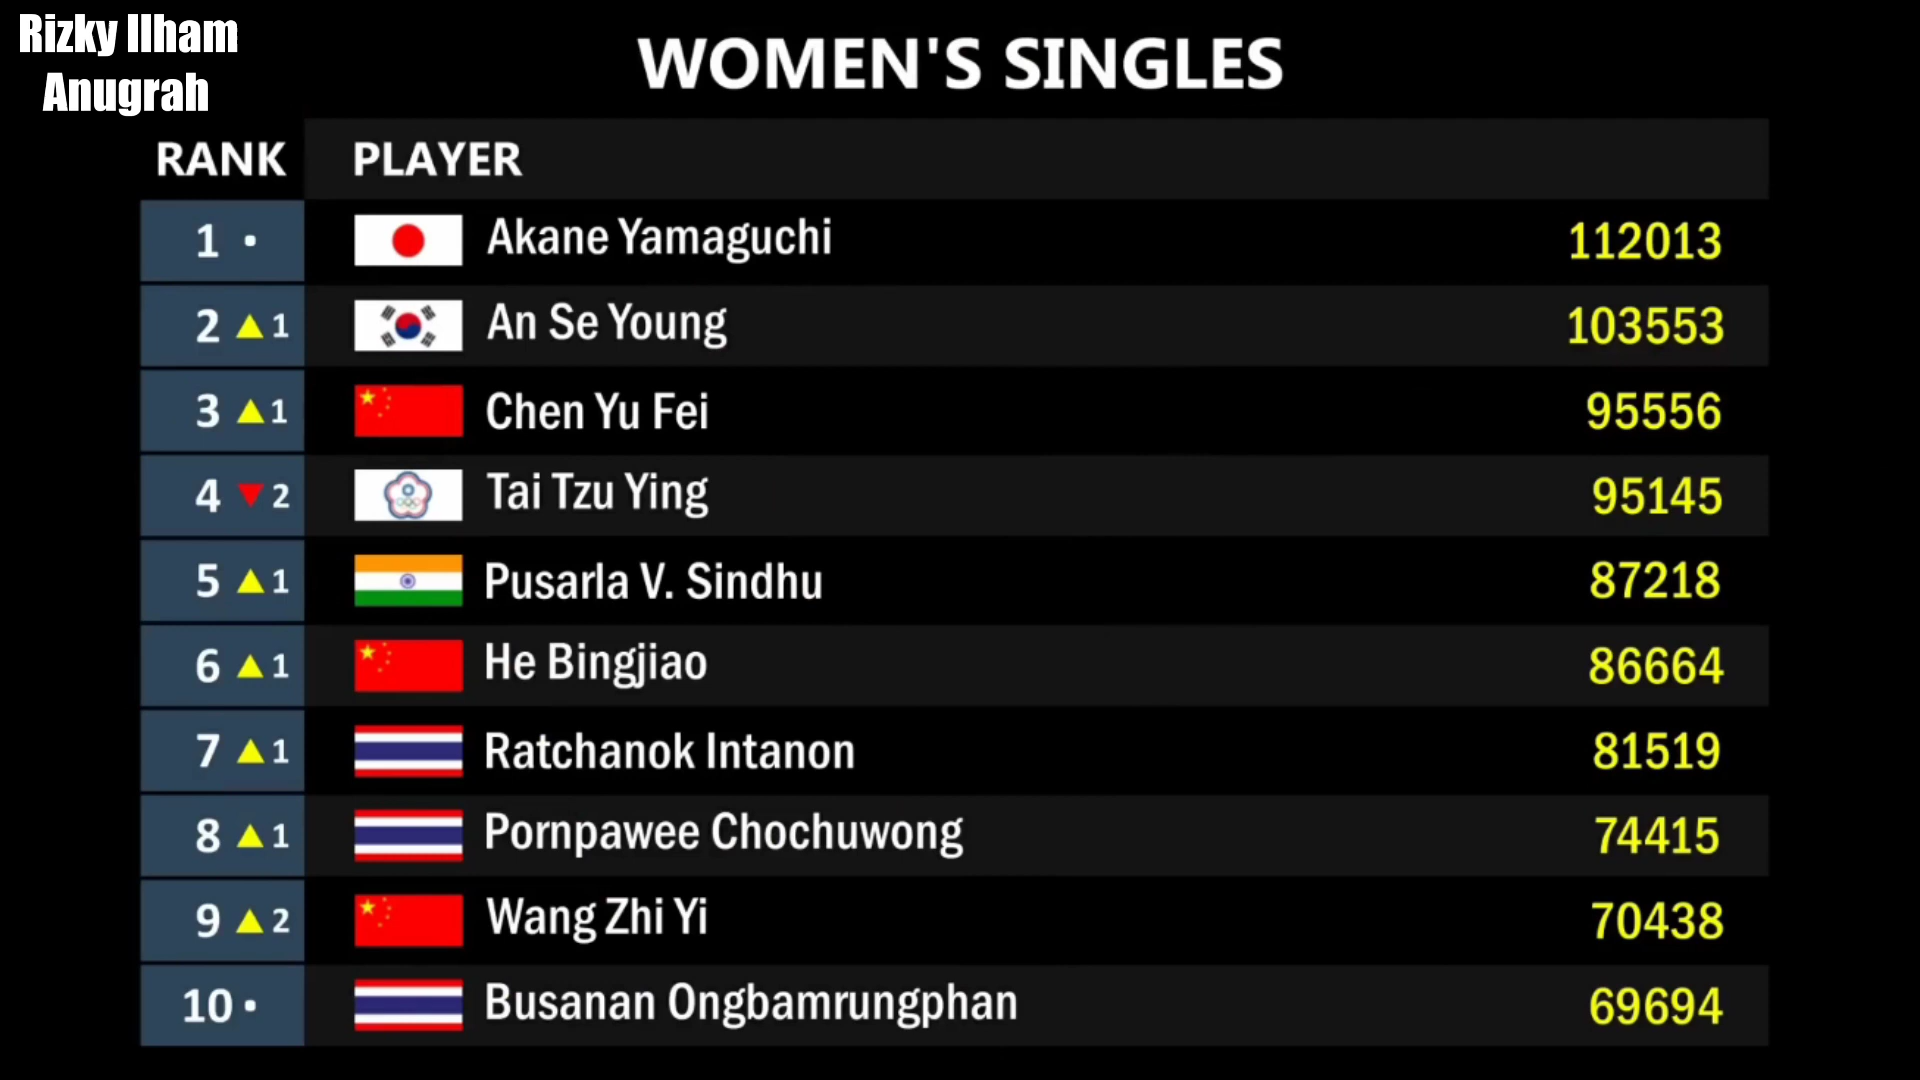 Rizky Ilham
Anugrah
WOMEN'S SINGLES
RANK PLAYER
1 • Akane Yamaguchi 112013
2 ▲ 1 An Se Young 103553
3 ▲ 1 Chen Yu Fei 95556
4 ▼ 2 Tai Tzu Ying 95145
5 ▲ 1 Pusarla V. Sindhu 87218
6 ▲ 1 He Bingjiao 86664
7 ▲ 1 Ratchanok Intanon 81519
8 ▲ 1 Pornpawee Chochuwong 74415
9 ▲ 2 Wang Zhi Yi 70438
10 • Busanan Ongbamrungphan 69694